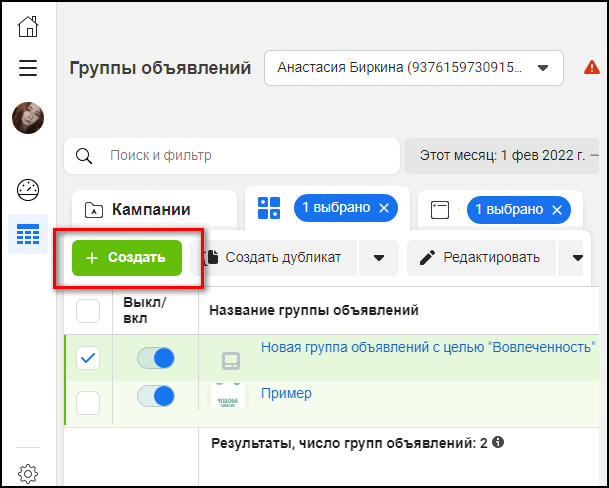 Группы объявлений
Анастасия Биркина (9376159730915...
Поиск и фильтр
Этот месяц: 1 фев 2022 г. –
Кампании
1 выбрано
1 выбрано
+ Создать
Создать дубликат
Редактировать
Выкл/
вкл
Название группы объявлений
Новая группа объявлений с целью "Вовлеченность"
Пример
Результаты, число групп объявлений: 2